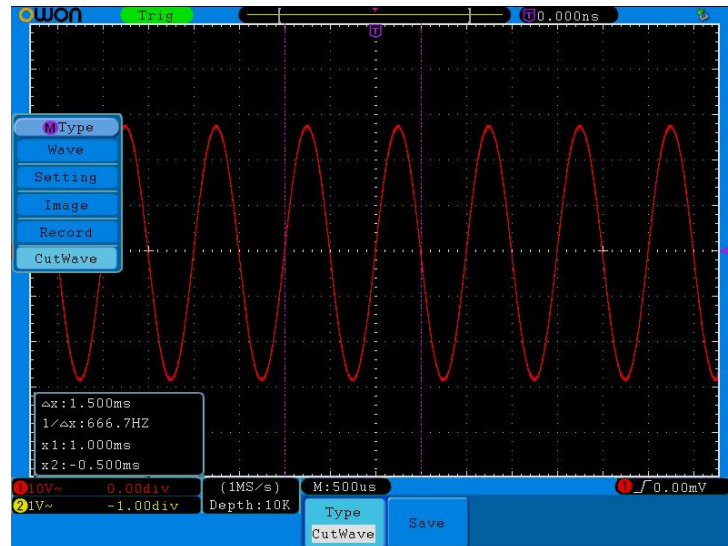 owon Trig T 0.000ns
T
M Type
Wave
Setting
Image
Record
CutWave
△x:1.500ms
1/△x:666.7HZ
x1:1.000ms
x2:-0.500ms
1 10V~ 0.00div (1MS/s) M:500us 1 0.00mV
2 1V~ -1.00div Depth:10K
Type Save
CutWave